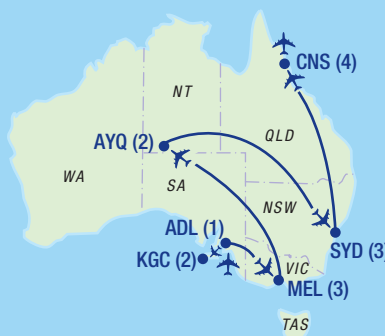 CNS (4)
NT
AYQ (2)
QLD
WA
SA
NSW
ADL (1)
SYD (3)
KGC (2)
VIC
MEL (3)
TAS